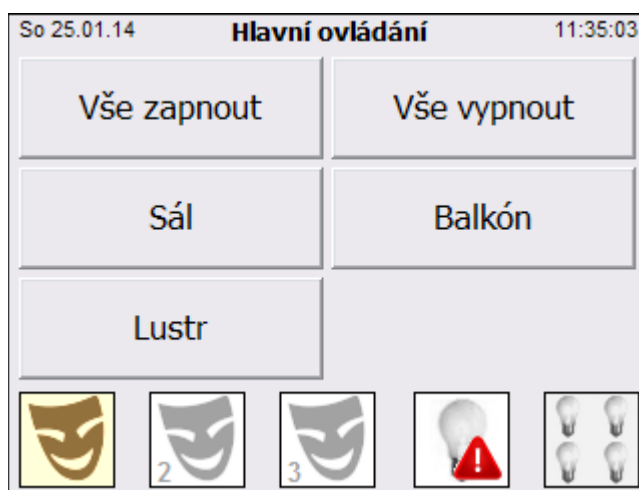 So 25.01.14 Hlavní ovládání 11:35:03
Vše zapnout Vše vypnout
Sál Balkón
Lustr
2 3